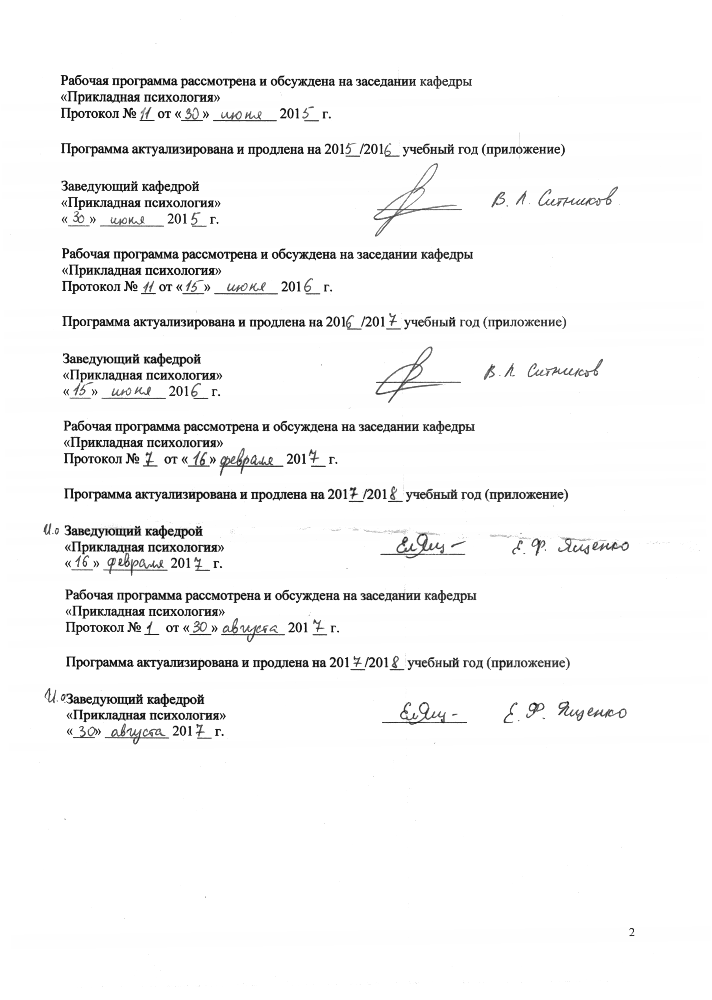 Рабочая программа рассмотрена и обсуждена на заседании кафедры
«Прикладная психология»
Протокол № 11 от «30» июня 2015 г.
Программа актуализирована и продлена на 2015/2016 учебный год (приложение)
Заведующий кафедрой
«Прикладная психология» В. Л. Ситников
«30» июня 2015 г.
Рабочая программа рассмотрена и обсуждена на заседании кафедры
«Прикладная психология»
Протокол № 11 от «15» июня 2016 г.
Программа актуализирована и продлена на 2016/2017 учебный год (приложение)
Заведующий кафедрой
«Прикладная психология» В. Л Ситников
«15» июня 2016 г.
Рабочая программа рассмотрена и обсуждена на заседании кафедры
«Прикладная психология»
Протокол № 7 от «16» февраля 2017 г.
Программа актуализирована и продлена на 2017/2018 учебный год (приложение)
И.о Заведующий кафедрой
«Прикладная психология» ЕлЯщ- Е. Ф. Ященко
«16» февраля 2017 г.
Рабочая программа рассмотрена и обсуждена на заседании кафедры
«Прикладная психология»
Протокол № 1 от «30» августа 2017 г.
Программа актуализирована и продлена на 2017/2018 учебный год (приложение)
И.о. Заведующий кафедрой
«Прикладная психология» ЕлЯщ- Е. Ф. Ященко
«30» августа 2017 г.
2